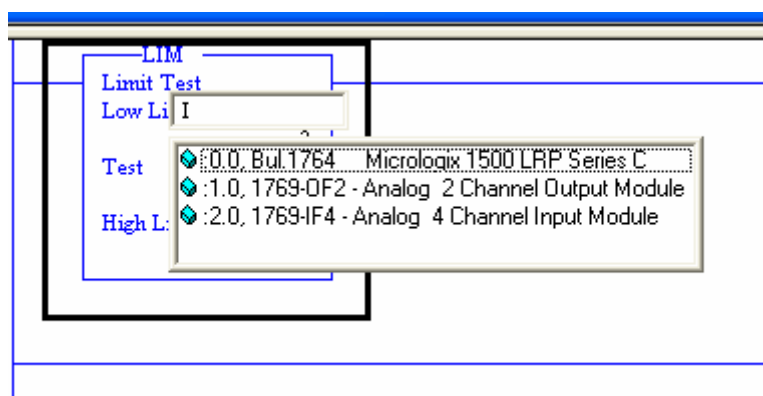 LIM
Limit Test
Low Li I
?
Test
:0.0, Bul.1764 Micrologix 1500 LRP Series C
:1.0, 1769-OF2 - Analog 2 Channel Output Module
High L:
:2.0, 1769-IF4 - Analog 4 Channel Input Module